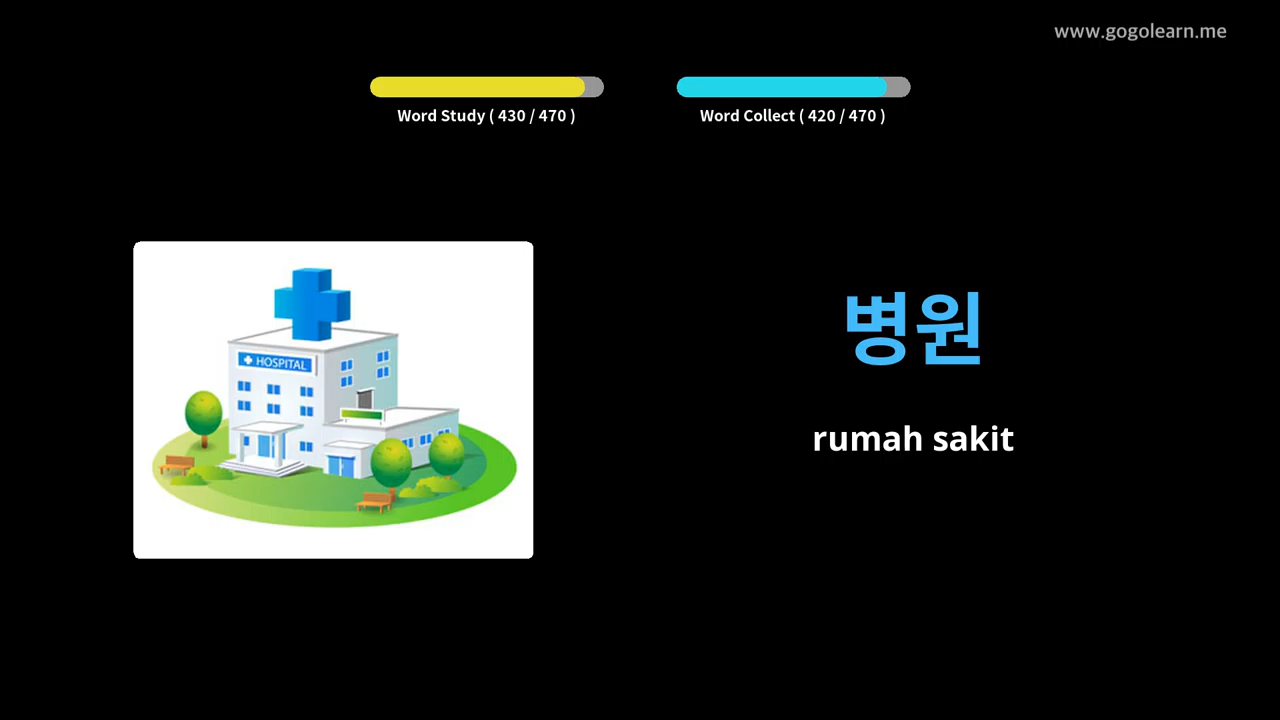 www.gogolearn.me
Word Study ( 430 / 470 )
Word Collect ( 420 / 470 )
HOSPITAL
병원
rumah sakit